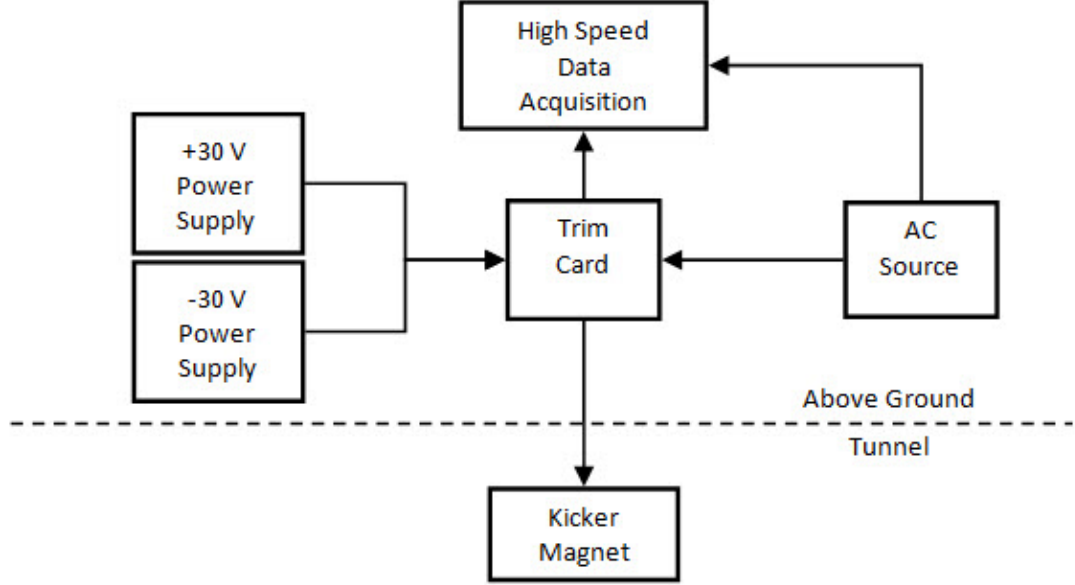 High Speed
Data
Acquisition
+30 V
Power
Supply
Trim
Card
AC
Source
-30 V
Power
Supply
Above Ground
Tunnel
Kicker
Magnet